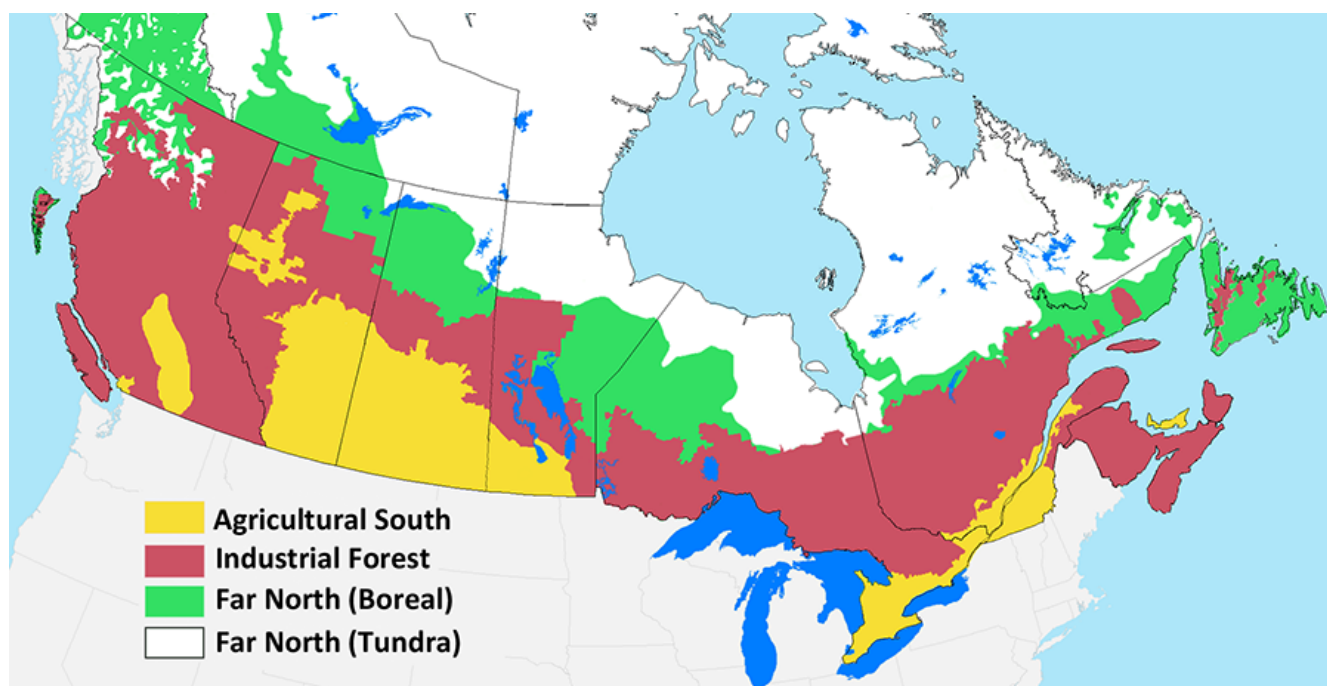 Agricultural South
Industrial Forest
Far North (Boreal)
Far North (Tundra)